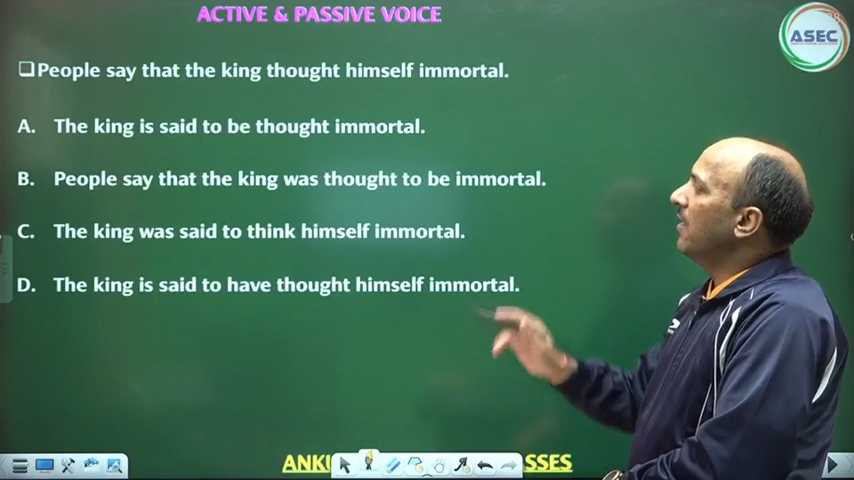 ACTIVE & PASSIVE VOICE
ASEC
People say that the king thought himself immortal.
A. The king is said to be thought immortal.
B. People say that the king was thought to be immortal.
C. The king was said to think himself immortal.
D. The king is said to have thought himself immortal.